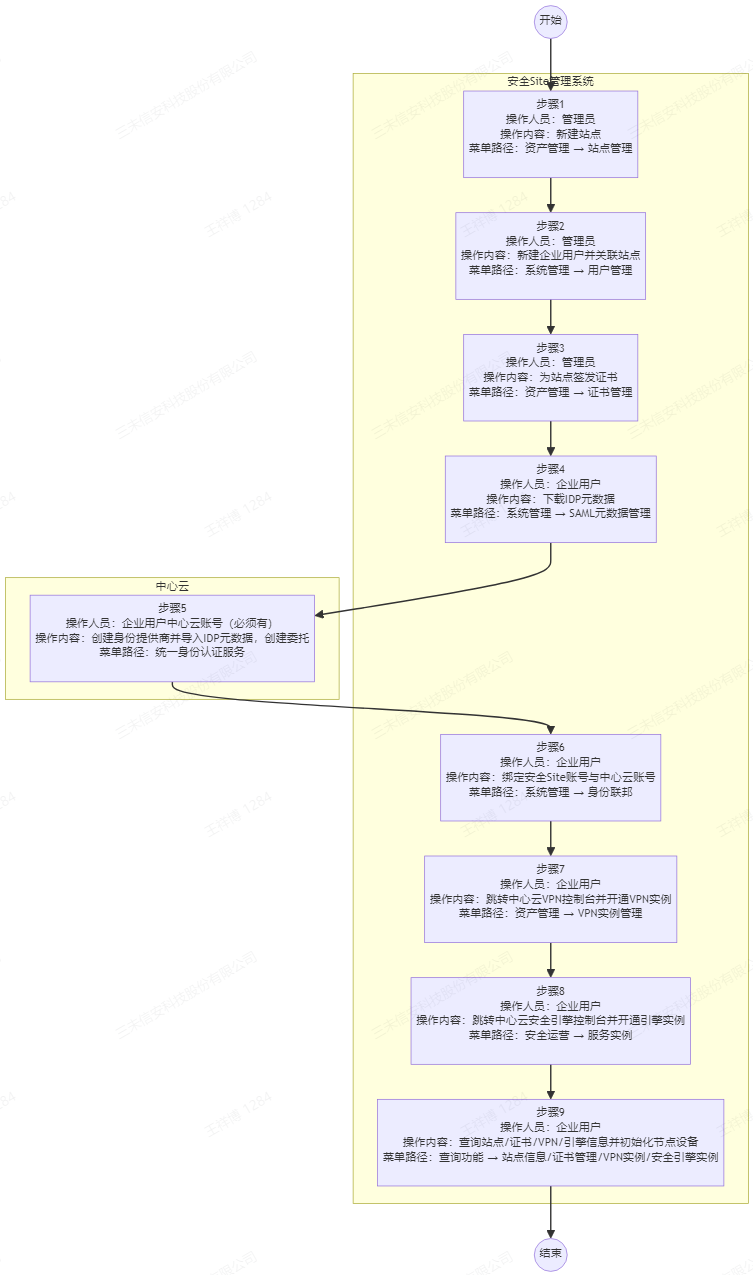 开始
安全Site管理系统
步骤1
操作人员：管理员
操作内容：新建站点
菜单路径：资产管理 → 站点管理
步骤2
操作人员：管理员
操作内容：新建企业用户并关联站点
菜单路径：系统管理 → 用户管理
步骤3
操作人员：管理员
操作内容：为站点签发证书
菜单路径：资产管理 → 证书管理
步骤4
操作人员：企业用户
操作内容：下载IDP元数据
菜单路径：系统管理 → SAML元数据管理
中心云
步骤5
操作人员：企业用户中心云账号（必须有）
操作内容：创建身份提供商并导入IDP元数据，创建委托
菜单路径：统一身份认证服务
步骤6
操作人员：企业用户
操作内容：绑定安全Site账号与中心云账号
菜单路径：系统管理 → 身份联邦
步骤7
操作人员：企业用户
操作内容：跳转中心云VPN控制台并开通VPN实例
菜单路径：资产管理 → VPN实例管理
步骤8
操作人员：企业用户
操作内容：跳转中心云安全引擎控制台并开通引擎实例
菜单路径：安全运营 → 服务实例
步骤9
操作人员：企业用户
操作内容：查询站点/证书/VPN/引擎信息并初始化节点设备
菜单路径：查询功能 → 站点信息/证书管理/VPN实例/安全引擎实例
结束
三未信安科技股份有限公司